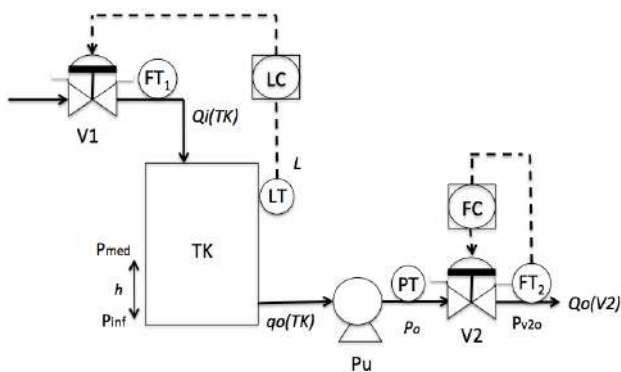 LC
FT1
Qi(TK)
V1
L
LT
FC
Pmed
TK
h
PT
FT2
Qo(V2)
Pinf
qo(TK)
Po
Pv2o
V2
Pu